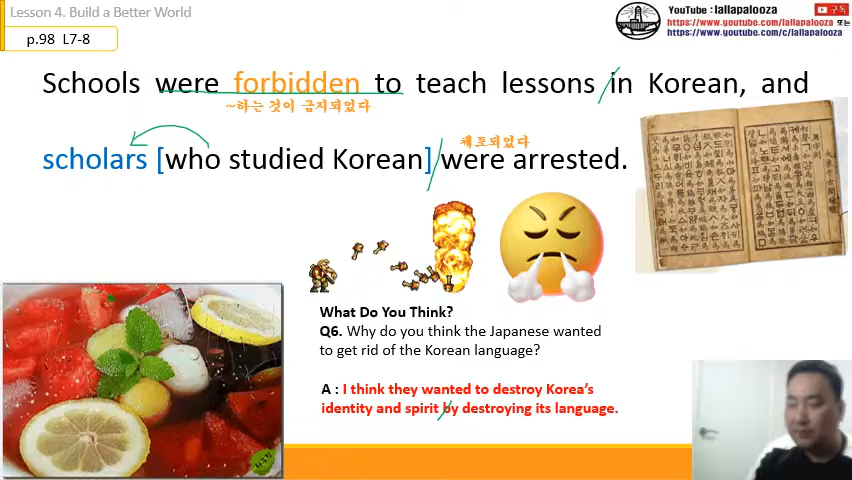 Lesson 4. Build a Better World
YouTube : lallapalooza
구독
https://www.youtube.com/lallapalooza 또는
https://www.youtube.com/c/lallapalooza
p.98 L7-8
Schools were forbidden to teach lessons in Korean, and
~하는 것이 금지되었다
체포되었다
scholars [who studied Korean] were arrested.
What Do You Think?
Q6. Why do you think the Japanese wanted
to get rid of the Korean language?
A : I think they wanted to destroy Korea's
identity and spirit by destroying its language.